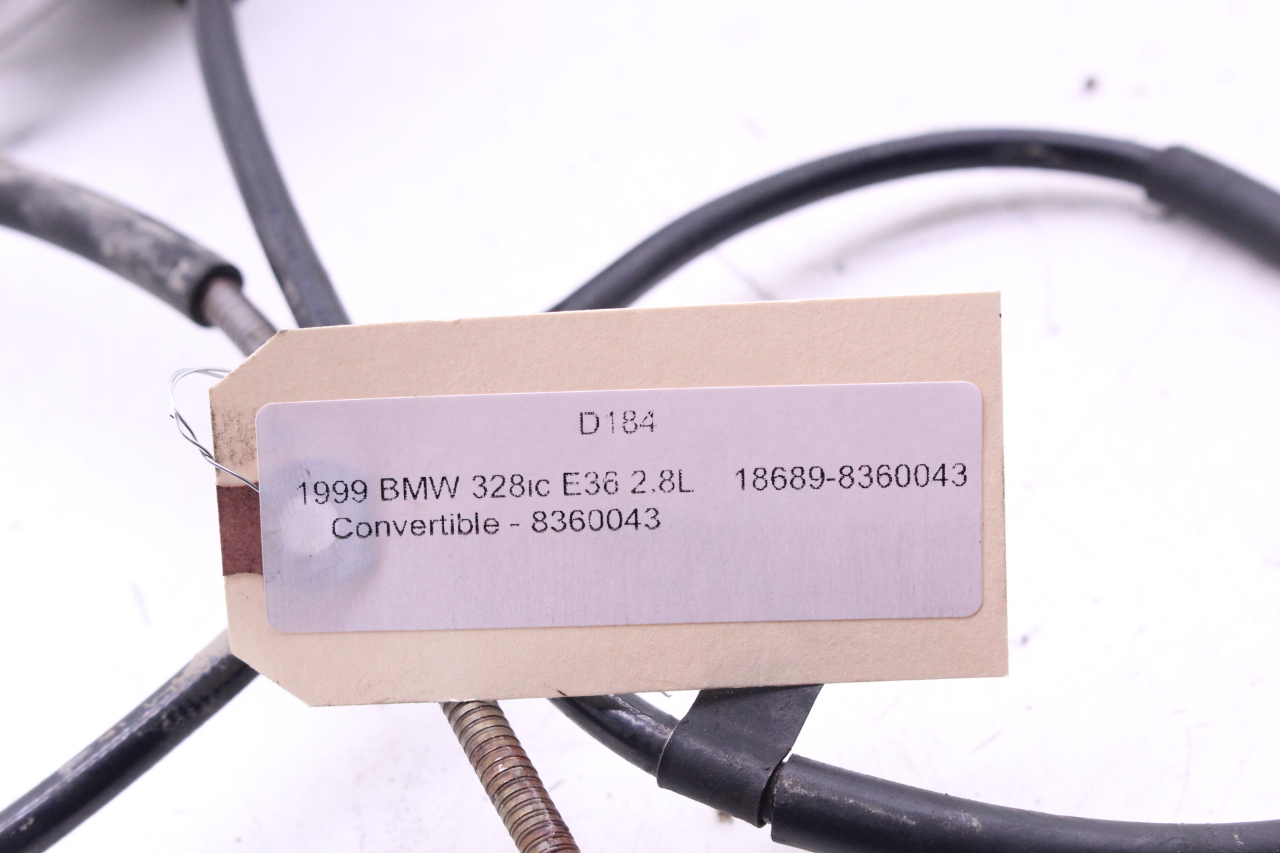 D184
1999 BMW 328ic E36 2.8L 18689-8360043
Convertible - 8360043